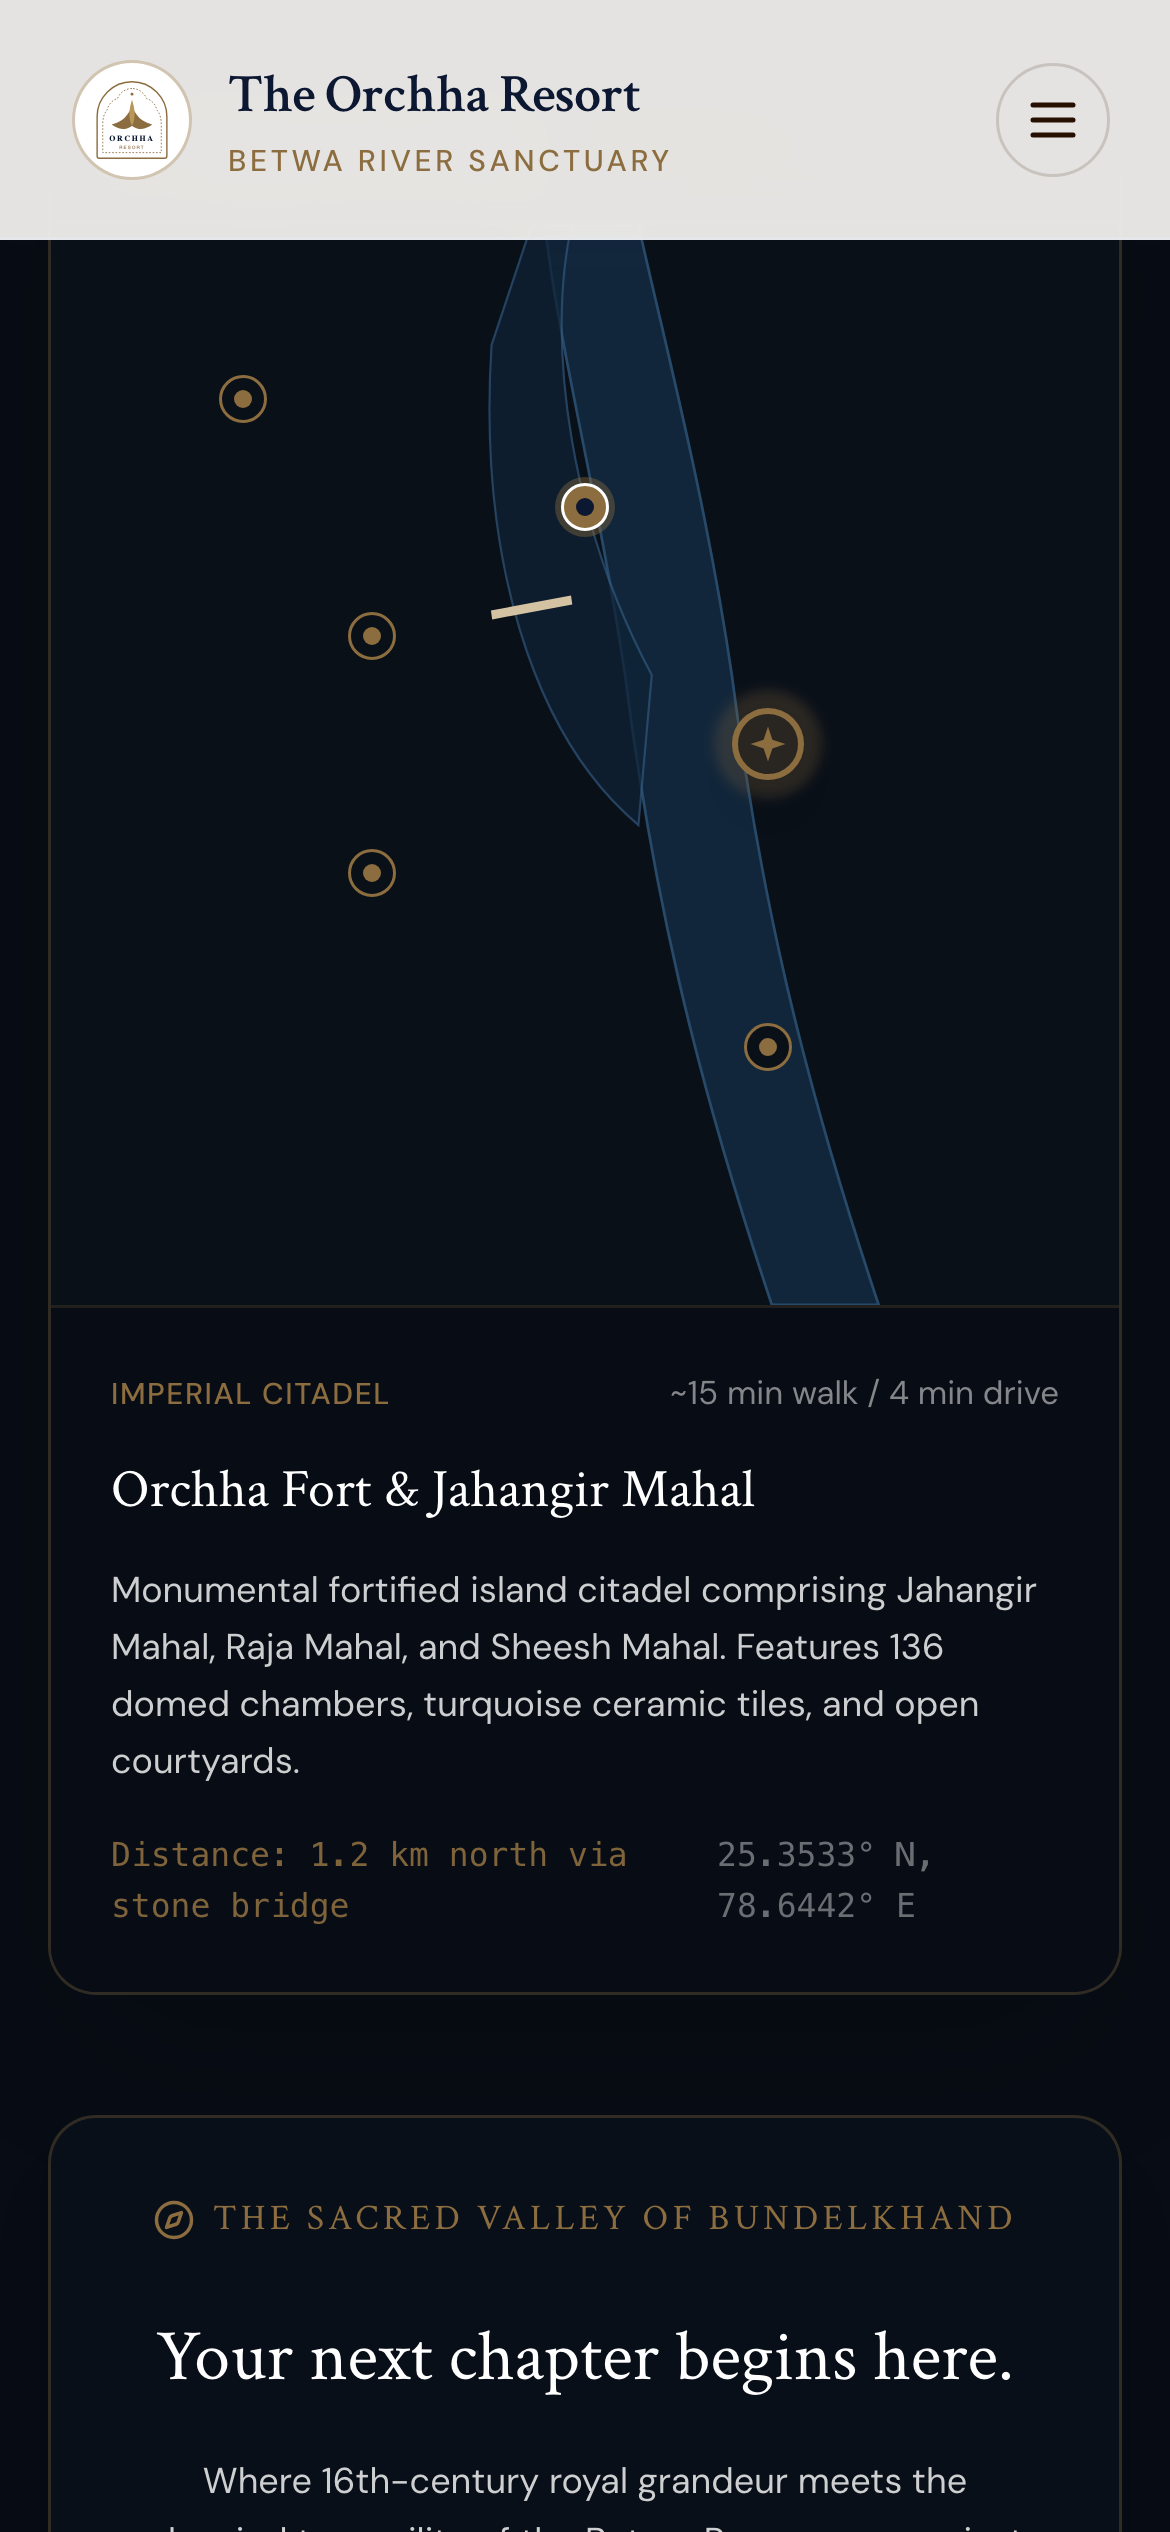 ORCHHA
RESORT
The Orchha Resort
BETWA RIVER SANCTUARY
IMPERIAL CITADEL
~15 min walk / 4 min drive
Orchha Fort & Jahangir Mahal
Monumental fortified island citadel comprising Jahangir
Mahal, Raja Mahal, and Sheesh Mahal. Features 136
domed chambers, turquoise ceramic tiles, and open
courtyards.
Distance: 1.2 km north via
stone bridge
25.3533° N,
78.6442° E
THE SACRED VALLEY OF BUNDELKHAND
Your next chapter begins here.
Where 16th-century royal grandeur meets the